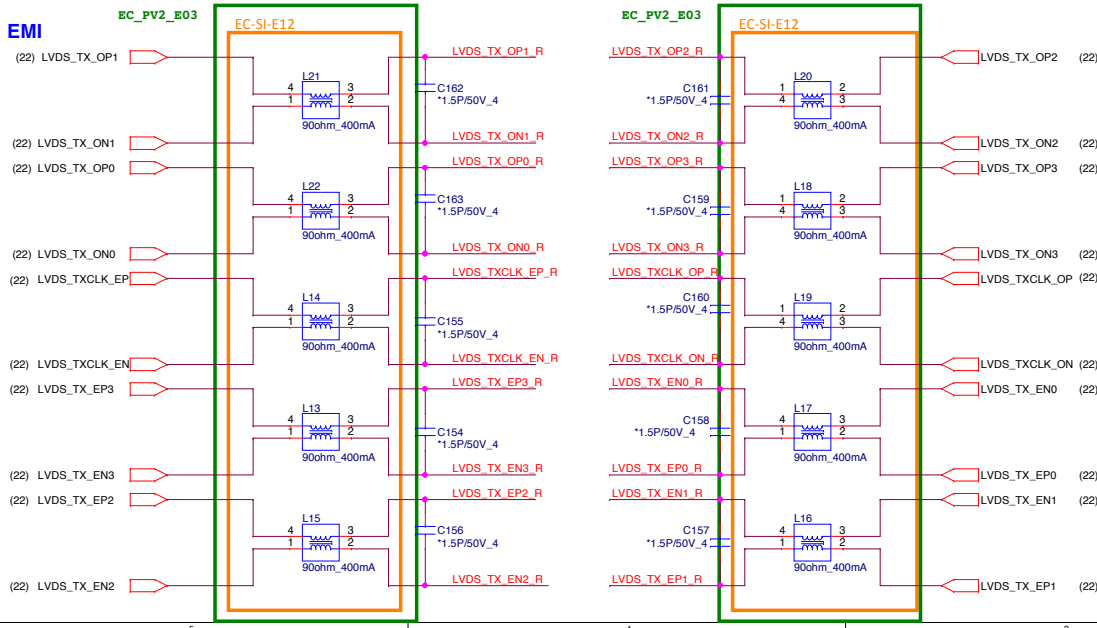 EC_PV2_E03
EC-SI-E12
EC_PV2_E03
EC-SI-E12
EMI
(22) LVDS_TX_OP1
LVDS_TX_OP1_R
L21
4 3
1 2
90ohm_400mA
C162
*1.5P/50V_4
(22) LVDS_TX_ON1
LVDS_TX_ON1_R
(22) LVDS_TX_OP0
LVDS_TX_OP0_R
L22
4 3
1 2
90ohm_400mA
C163
*1.5P/50V_4
(22) LVDS_TX_ON0
LVDS_TX_ON0_R
(22) LVDS_TXCLK_EP
LVDS_TXCLK_EP_R
L14
4 3
1 2
90ohm_400mA
C155
*1.5P/50V_4
(22) LVDS_TXCLK_EN
LVDS_TXCLK_EN_R
(22) LVDS_TX_EP3
LVDS_TX_EP3_R
L13
4 3
1 2
90ohm_400mA
C154
*1.5P/50V_4
(22) LVDS_TX_EN3
LVDS_TX_EN3_R
(22) LVDS_TX_EP2
LVDS_TX_EP2_R
L15
4 3
1 2
90ohm_400mA
C156
*1.5P/50V_4
(22) LVDS_TX_EN2
LVDS_TX_EN2_R
LVDS_TX_OP2_R
LVDS_TX_OP2 (22)
C161
*1.5P/50V_4
L20
1 2
4 3
90ohm_400mA
LVDS_TX_ON2_R
LVDS_TX_ON2 (22)
LVDS_TX_OP3_R
LVDS_TX_OP3 (22)
C159
*1.5P/50V_4
L18
1 2
4 3
90ohm_400mA
LVDS_TX_ON3_R
LVDS_TX_ON3 (22)
LVDS_TXCLK_OP_R
LVDS_TXCLK_OP (22)
C160
*1.5P/50V_4
L19
1 2
4 3
90ohm_400mA
LVDS_TXCLK_ON_R
LVDS_TXCLK_ON (22)
LVDS_TX_EN0_R
LVDS_TX_EN0 (22)
C158
*1.5P/50V_4
L17
4 3
1 2
90ohm_400mA
LVDS_TX_EP0_R
LVDS_TX_EP0 (22)
LVDS_TX_EN1_R
LVDS_TX_EN1 (22)
C157
*1.5P/50V_4
L16
4 3
1 2
90ohm_400mA
LVDS_TX_EP1_R
LVDS_TX_EP1 (22)